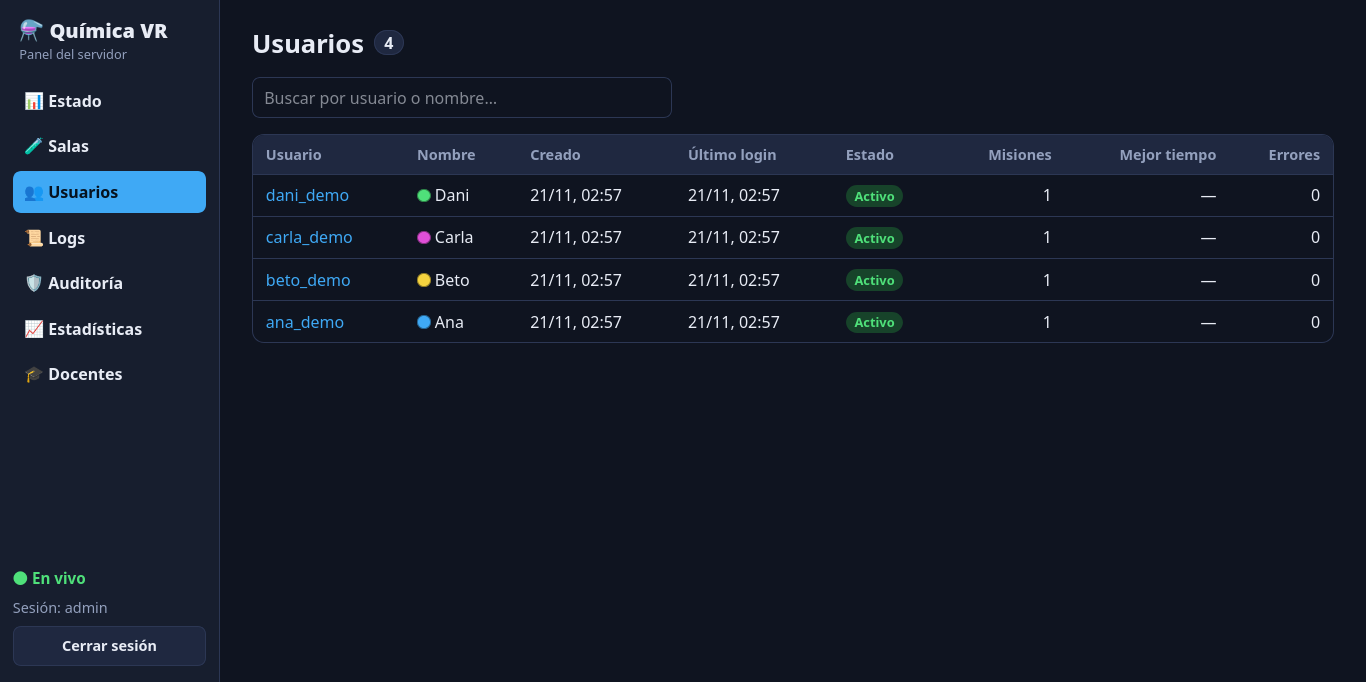 Química VR
Panel del servidor
Estado
Salas
Usuarios
Logs
Auditoría
Estadísticas
Docentes
En vivo
Sesión: admin
Cerrar sesión
Usuarios 4
Buscar por usuario o nombre...
Usuario Nombre Creado Último login Estado Misiones Mejor tiempo Errores
dani_demo Dani 21/11, 02:57 21/11, 02:57 Activo 1 — 0
carla_demo Carla 21/11, 02:57 21/11, 02:57 Activo 1 — 0
beto_demo Beto 21/11, 02:57 21/11, 02:57 Activo 1 — 0
ana_demo Ana 21/11, 02:57 21/11, 02:57 Activo 1 — 0